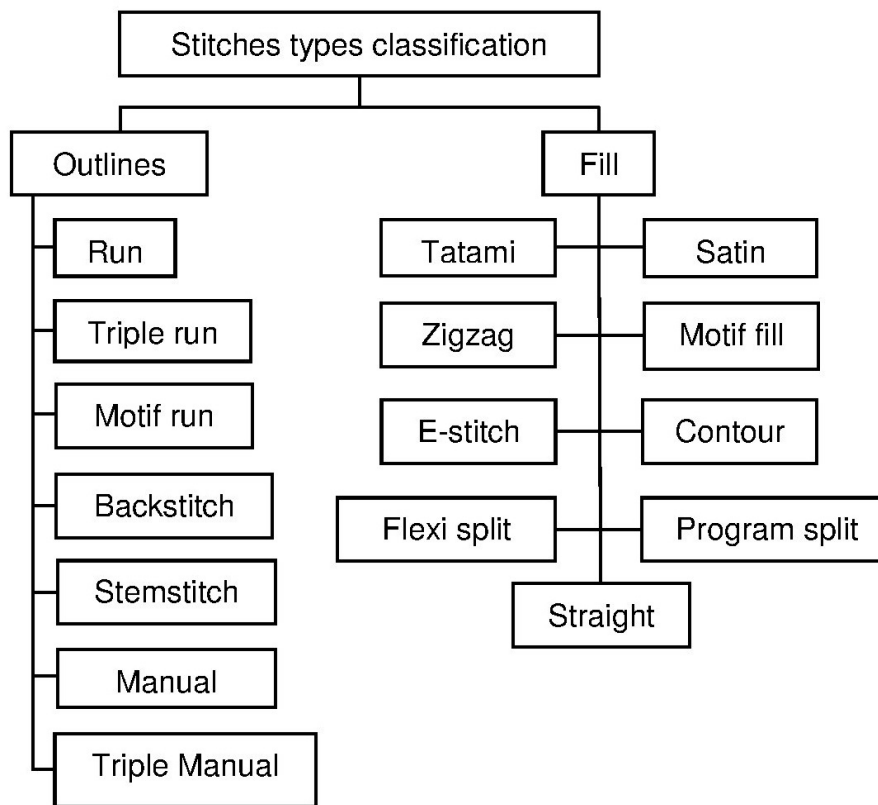 Stitches types classification
Outlines
Fill
Run
Triple run
Motif run
Backstitch
Stemstitch
Manual
Triple Manual
Tatami
Satin
Zigzag
Motif fill
E-stitch
Contour
Flexi split
Program split
Straight